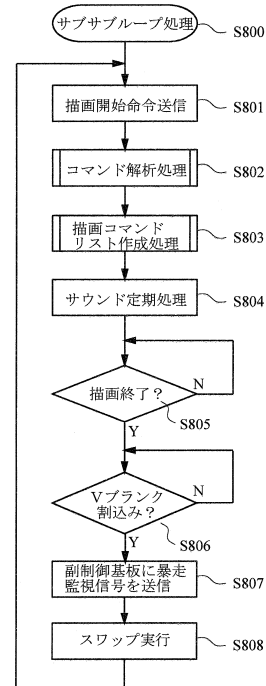 サブサブループ処理
S800
描画開始命令送信
S801
コマンド解析処理
S802
描画コマンド
リスト作成処理
S803
サウンド定期処理
S804
描画終了?
N
S805
Y
Vブランク
割込み?
N
S806
Y
副制御基板に暴走
監視信号を送信
S807
スワップ実行
S808